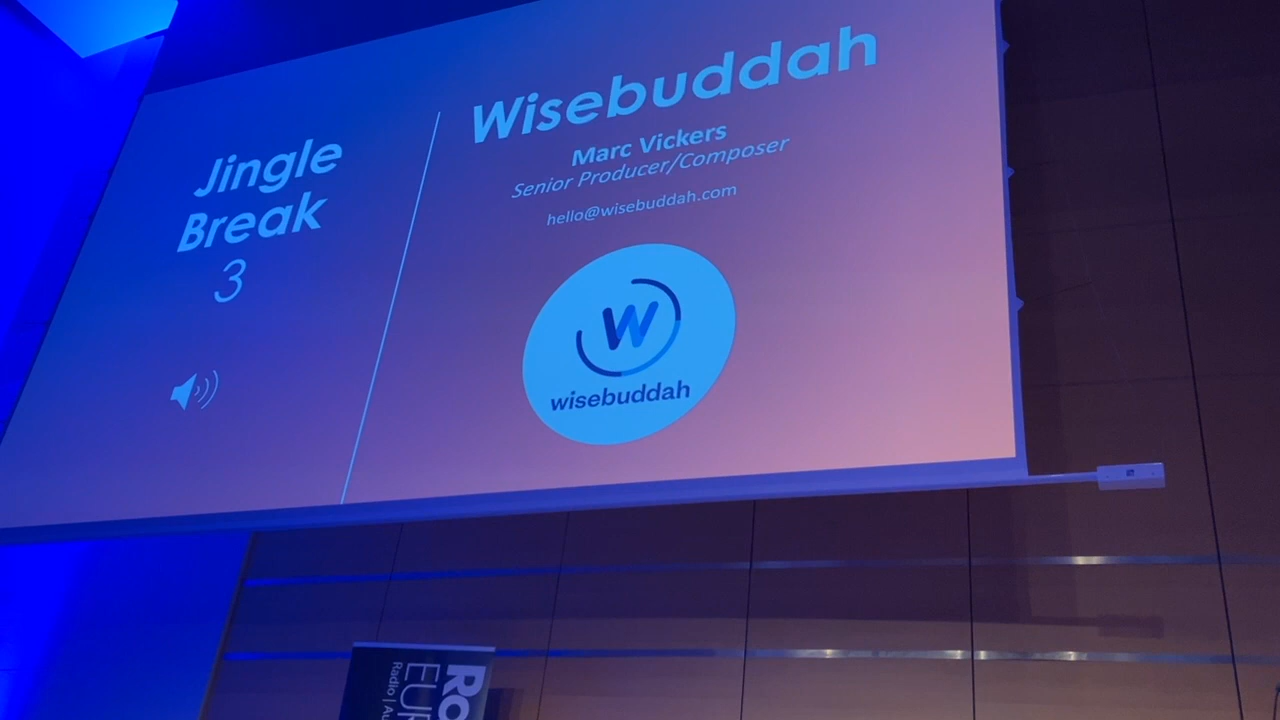 Jingle
Break
3
Wisebuddah
Marc Vickers
Senior Producer/Composer
hello@wisebuddah.com
W
wisebuddah